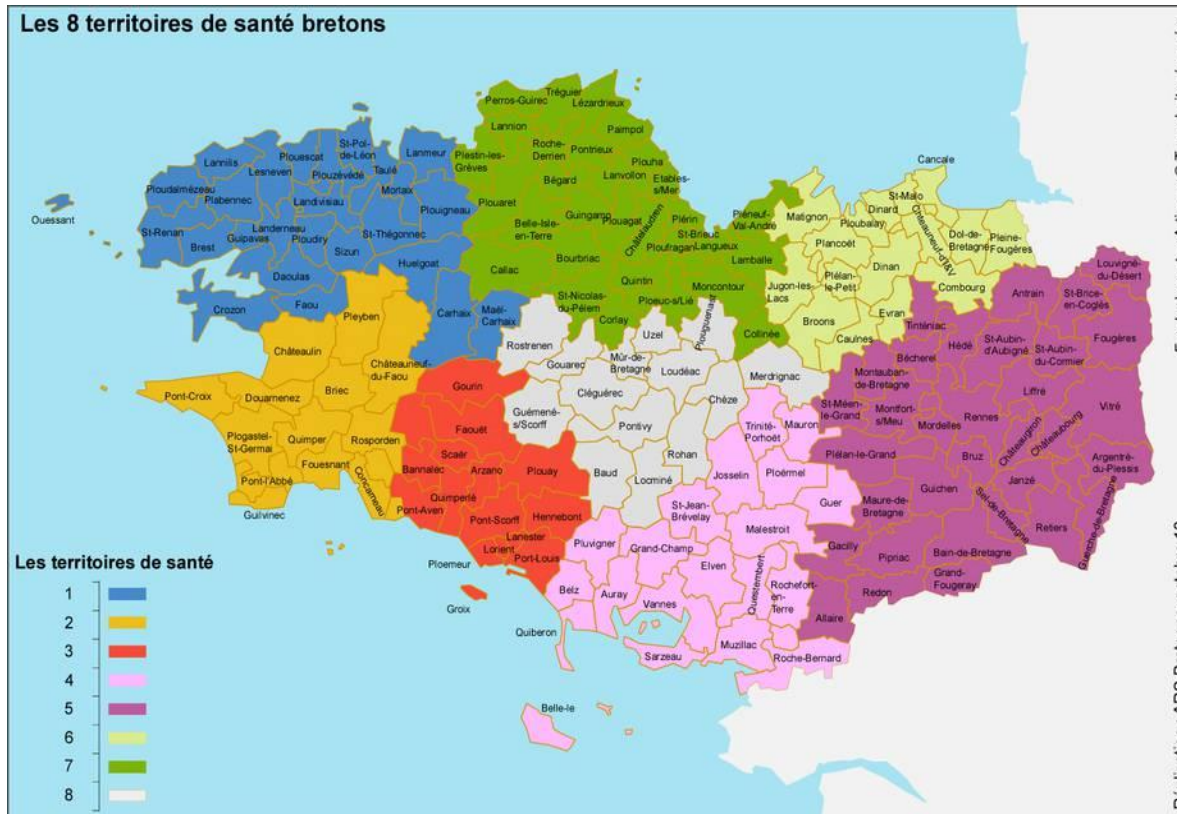 Les 8 territoires de santé bretons
Tréguier
Perros-Guirec
Lézardrieux
Lannion
Paimpol
Roche-
Derrien
Pontrieux
Plestin-les-
Grèves
Plouha
Lanvollon
Etables-
s/Mer
Bégard
Plouaret
Guingamp
Plouagat
Châtelaudren
Belle-Isle-
en-Terre
Plérin
St-Brieuc
Ploufragan
Langueux
Pléneuf-
Val-André
Lamballe
Bourbriac
Callac
Quintin
Moncontour
St-Nicolas-
du-Pélem
Ploeuc-s/Lié
Corlay
Collinée
Lannilis
Plouescat
St-Pol-
de-Léon
Lanmeur
Lesneven
Plouzévédé
Taulé
Morlaix
Ploudalmézeau
Plabennec
Landivisiau
Plouigneau
Ouessant
St-Renan
Brest
Guipavas
Landerneau
Ploudiry
St-Thégonnec
Sizun
Huelgoat
Daoulas
Crozon
Faou
Carhaix
Maël-
Carhaix
Cancale
St-Malo
Dinard
Matignon
Ploubalay
Châteauneuf-d'I&V
Dol-de-
Bretagne
Pleine-
Fougères
Plancoët
Plélan-
le-Petit
Dinan
Jugon-les-
Lacs
Combourg
Broons
Evran
Caulnes
Louvigné-
du-Désert
Antrain
St-Brice-
en-Coglès
Tinténiac
Hédé
St-Aubin-
d'Aubigné
St-Aubin-
du-Cormier
Fougères
Bécherel
Montauban-
de-Bretagne
Liffré
St-Méen-
le-Grand
Montfort-
s/Meu
Mordelles
Rennes
Châteaugiron
Châteaubourg
Vitré
Plélan-le-Grand
Bruz
Janzé
Argentré-
du-Plessis
Guichen
Maure-de-
Bretagne
Sel-de-Bretagne
Retiers
Guerche-de-Bretagne
Gacilly
Pipriac
Bain-de-Bretagne
Grand-
Fougeray
Redon
Allaire
Pleyben
Châteaulin
Châteauneuf-
du-Faou
Pont-Croix
Douarnenez
Briec
Plogastel-
St-Germai
Quimper
Rosporden
Fouesnant
Pont-l'Abbé
Concarneau
Guilvinec
Gourin
Faouët
Scaër
Bannalec
Arzano
Plouay
Quimperlé
Pont-Aven
Pont-Scorff
Hennebont
Lanester
Lorient
Port-Louis
Ploemeur
Groix
Rostrenen
Gouarec
Uzel
Mûr-de-
Bretagne
Plouguenast
Loudéac
Merdrignac
Cléguérec
Chèze
Guémené-
s/Scorff
Pontivy
Rohan
Baud
Locminé
Trinité-
Porhoët
Mauron
Josselin
Ploërmel
Guer
St-Jean-
Brévelay
Malestroit
Pluvigner
Grand-Champ
Elven
Questembert
Rochefort-
en-
Terre
Belz
Auray
Vannes
Quiberon
Muzillac
Sarzeau
Roche-Bernard
Belle-le
Les territoires de santé
1
2
3
4
5
6
7
8